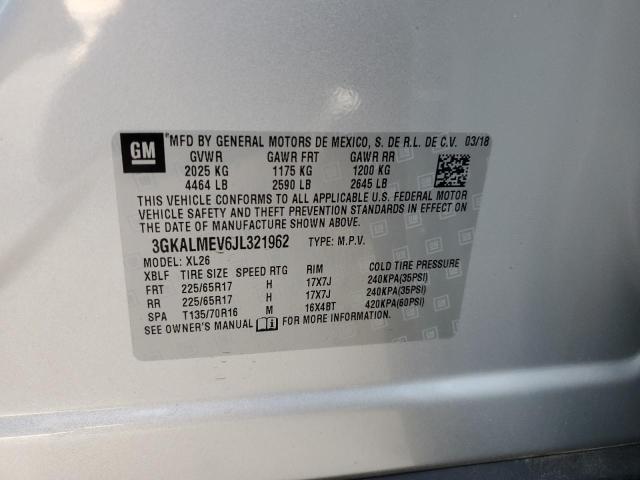 GM
MFD BY GENERAL MOTORS DE MEXICO, S. DE R.L. DE C.V. 03/18
GVWR GAWR FRT GAWR RR
2025 KG 1175 KG 1200 KG
4464 LB 2590 LB 2645 LB
THIS VEHICLE CONFORMS TO ALL APPLICABLE U.S. FEDERAL MOTOR
VEHICLE SAFETY AND THEFT PREVENTION STANDARDS IN EFFECT ON
THE DATE OF MANUFACTURE SHOWN ABOVE.
3GKALMEV6JL321962 TYPE: M.P.V.
MODEL: XL26
XBLF TIRE SIZE SPEED RTG RIM COLD TIRE PRESSURE
FRT 225/65R17 H 17X7J 240KPA(35PSI)
RR 225/65R17 H 17X7J 240KPA(35PSI)
SPA T135/70R16 M 16X4BT 420KPA(60PSI)
SEE OWNER'S MANUAL FOR MORE INFORMATION.